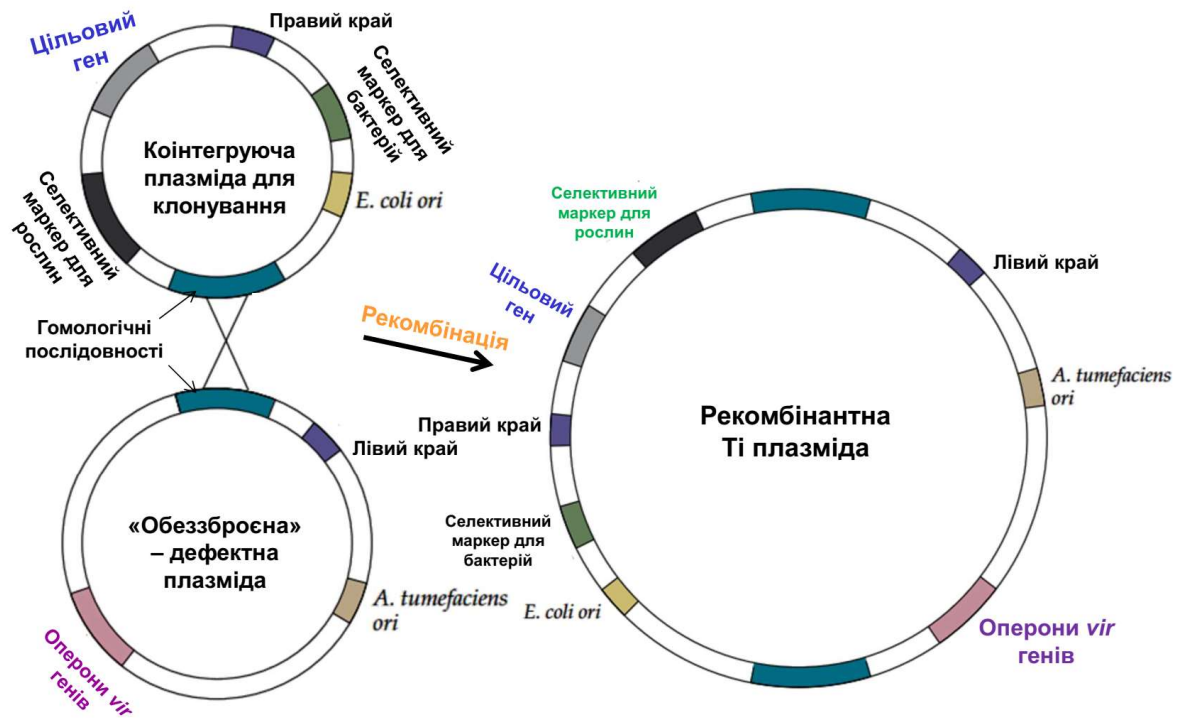 Цільовий
ген
Правий край
Селективний
маркер для
бактерій
Коінтегруюча
плазміда для
клонування
E. coli ori
Селективний
маркер для
рослин
Гомологічні
послідовності
Рекомбінація
Лівий край
«Обеззброєна»
– дефектна
плазміда
A. tumefaciens
ori
Оперони vir
генів
Селективний
маркер для
рослин
Лівий край
Цільовий
ген
A. tumefaciens
ori
Правий край
Рекомбінантна
Ті плазміда
Селективний
маркер для
бактерій
E. coli ori
Оперони vir
генів